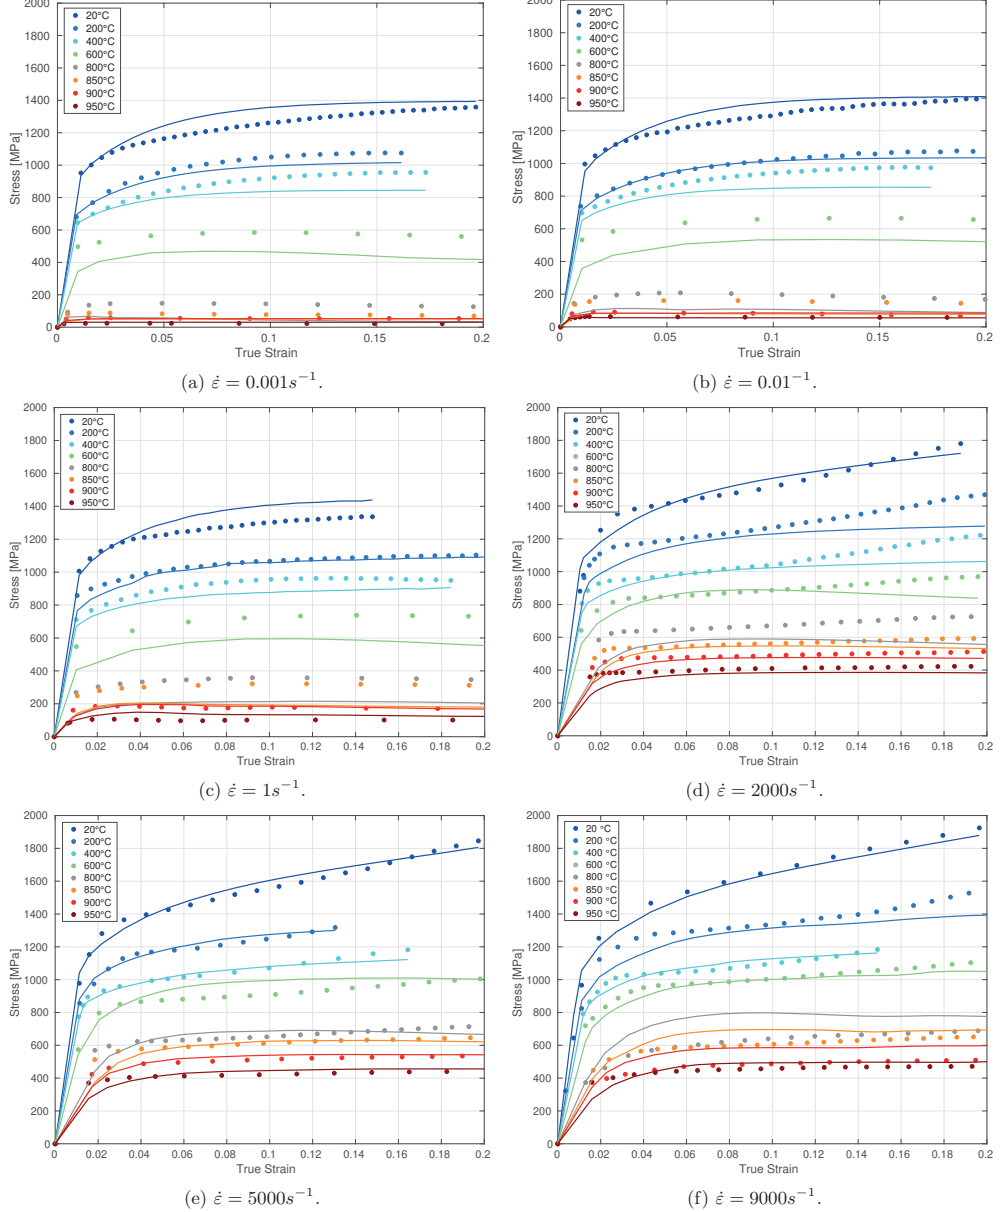 2000
1800
1600
1400
1200
1000
800
600
400
200
0
Stress [MPa]
20°C
200°C
400°C
600°C
800°C
850°C
900°C
950°C
0.05 0.1 0.15 0.2
True Strain
(a) ε̇ = 0.001s⁻¹.
2000
1800
1600
1400
1200
1000
800
600
400
200
0
Stress [MPa]
20°C
200°C
400°C
600°C
800°C
850°C
900°C
950°C
0 0.05 0.1 0.15 0.2
True Strain
(b) ε̇ = 0.01⁻¹.
2000
1800
1600
1400
1200
1000
800
600
400
200
0
Stress [MPa]
20°C
200°C
400°C
600°C
800°C
850°C
900°C
950°C
0 0.02 0.04 0.06 0.08 0.1 0.12 0.14 0.16 0.18 0.2
True Strain
(c) ε̇ = 1s⁻¹.
2000
1800
1600
1400
1200
1000
800
600
400
200
0
Stress [MPa]
20°C
200°C
400°C
600°C
800°C
850°C
900°C
950°C
0 0.02 0.04 0.06 0.08 0.1 0.12 0.14 0.16 0.18 0.2
True Strain
(d) ε̇ = 2000s⁻¹.
2000
1800
1600
1400
1200
1000
800
600
400
200
0
Stress [MPa]
20°C
200°C
400°C
600°C
800°C
850°C
900°C
950°C
0 0.02 0.04 0.06 0.08 0.1 0.12 0.14 0.16 0.18 0.2
True Strain
(e) ε̇ = 5000s⁻¹.
2000
1800
1600
1400
1200
1000
800
600
400
200
0
Stress [MPa]
20 °C
200 °C
400 °C
600 °C
800 °C
850 °C
900 °C
950 °C
0 0.02 0.04 0.06 0.08 0.1 0.12 0.14 0.16 0.18 0.2
True Strain
(f) ε̇ = 9000s⁻¹.